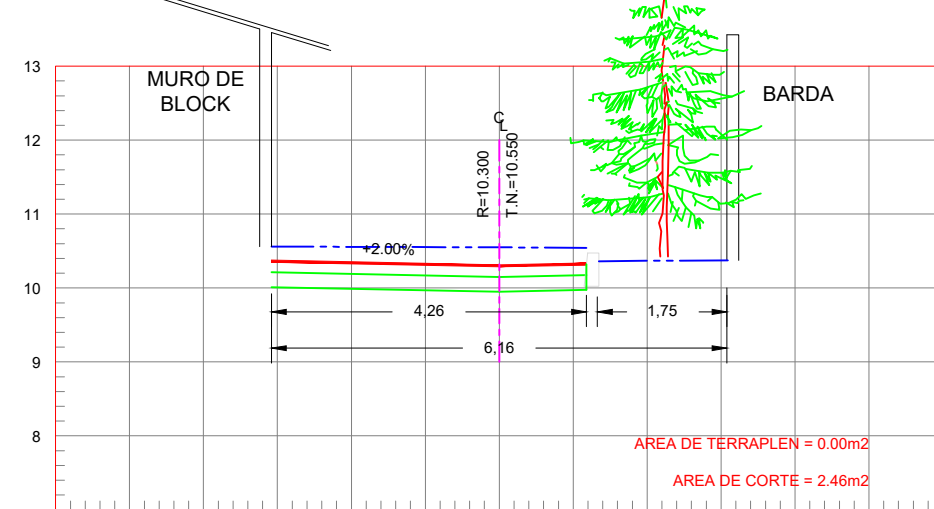 13
12
11
10
9
8
MURO DE
BLOCK
BARDA
CL
R=10.300
T.N.=10.550
+2.00%
4,26
1,75
6,16
AREA DE TERRAPLEN = 0.00m2
AREA DE CORTE = 2.46m2